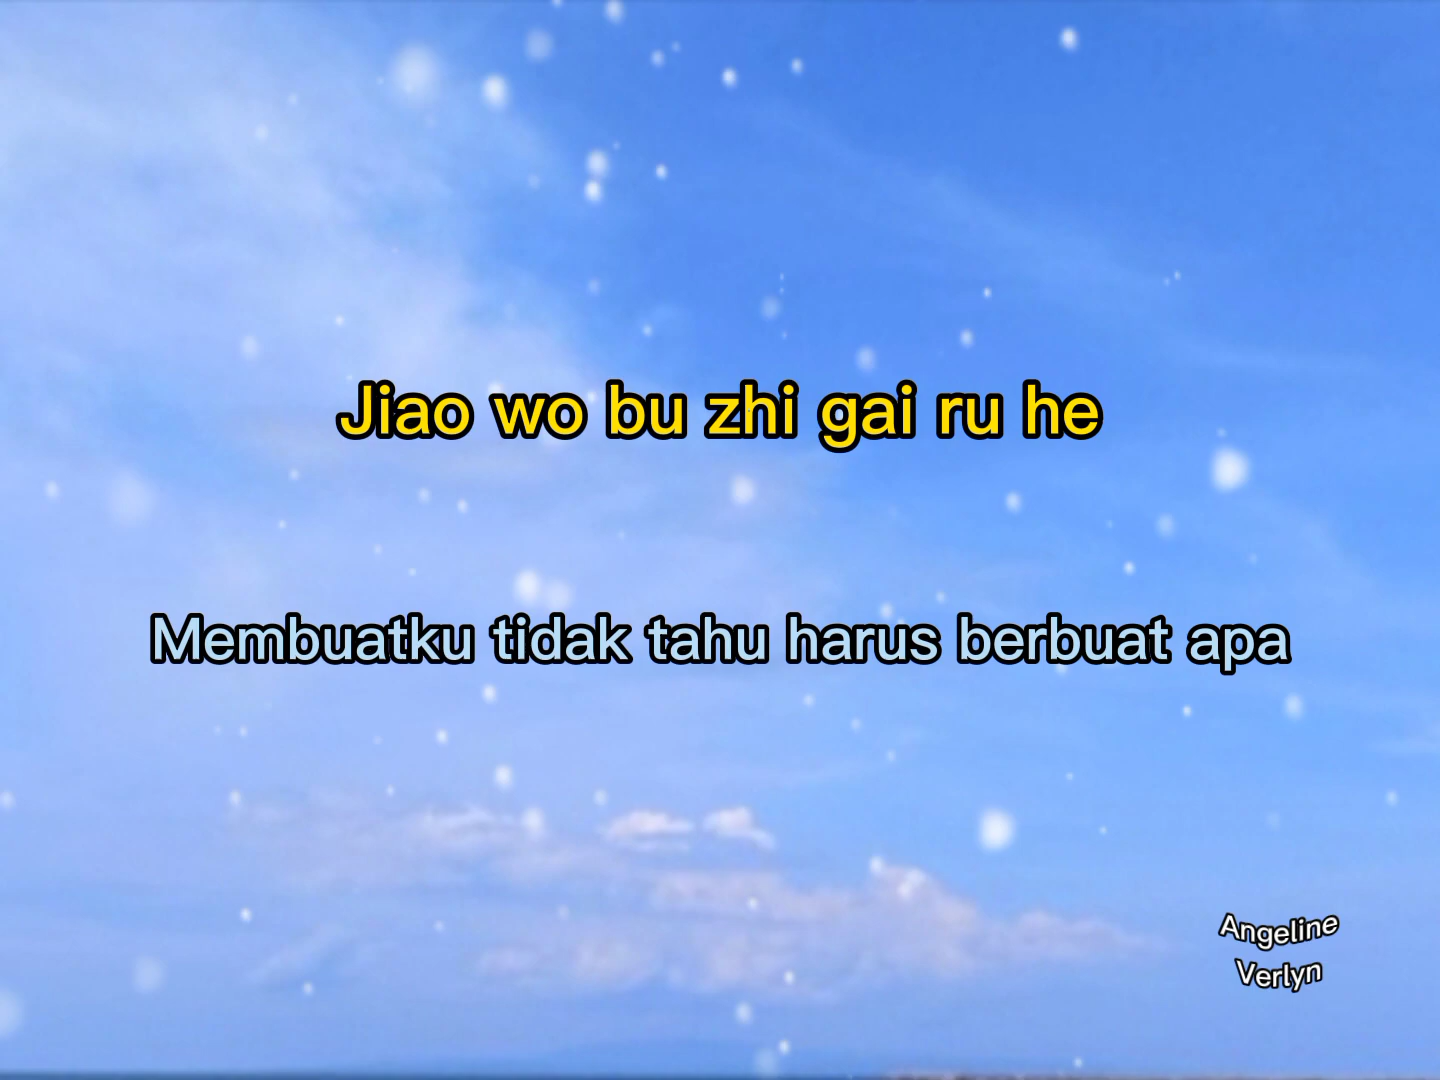 Jiao wo bu zhi gai ru he
Membuatku tidak tahu harus berbuat apa
Angeline
Verlyn